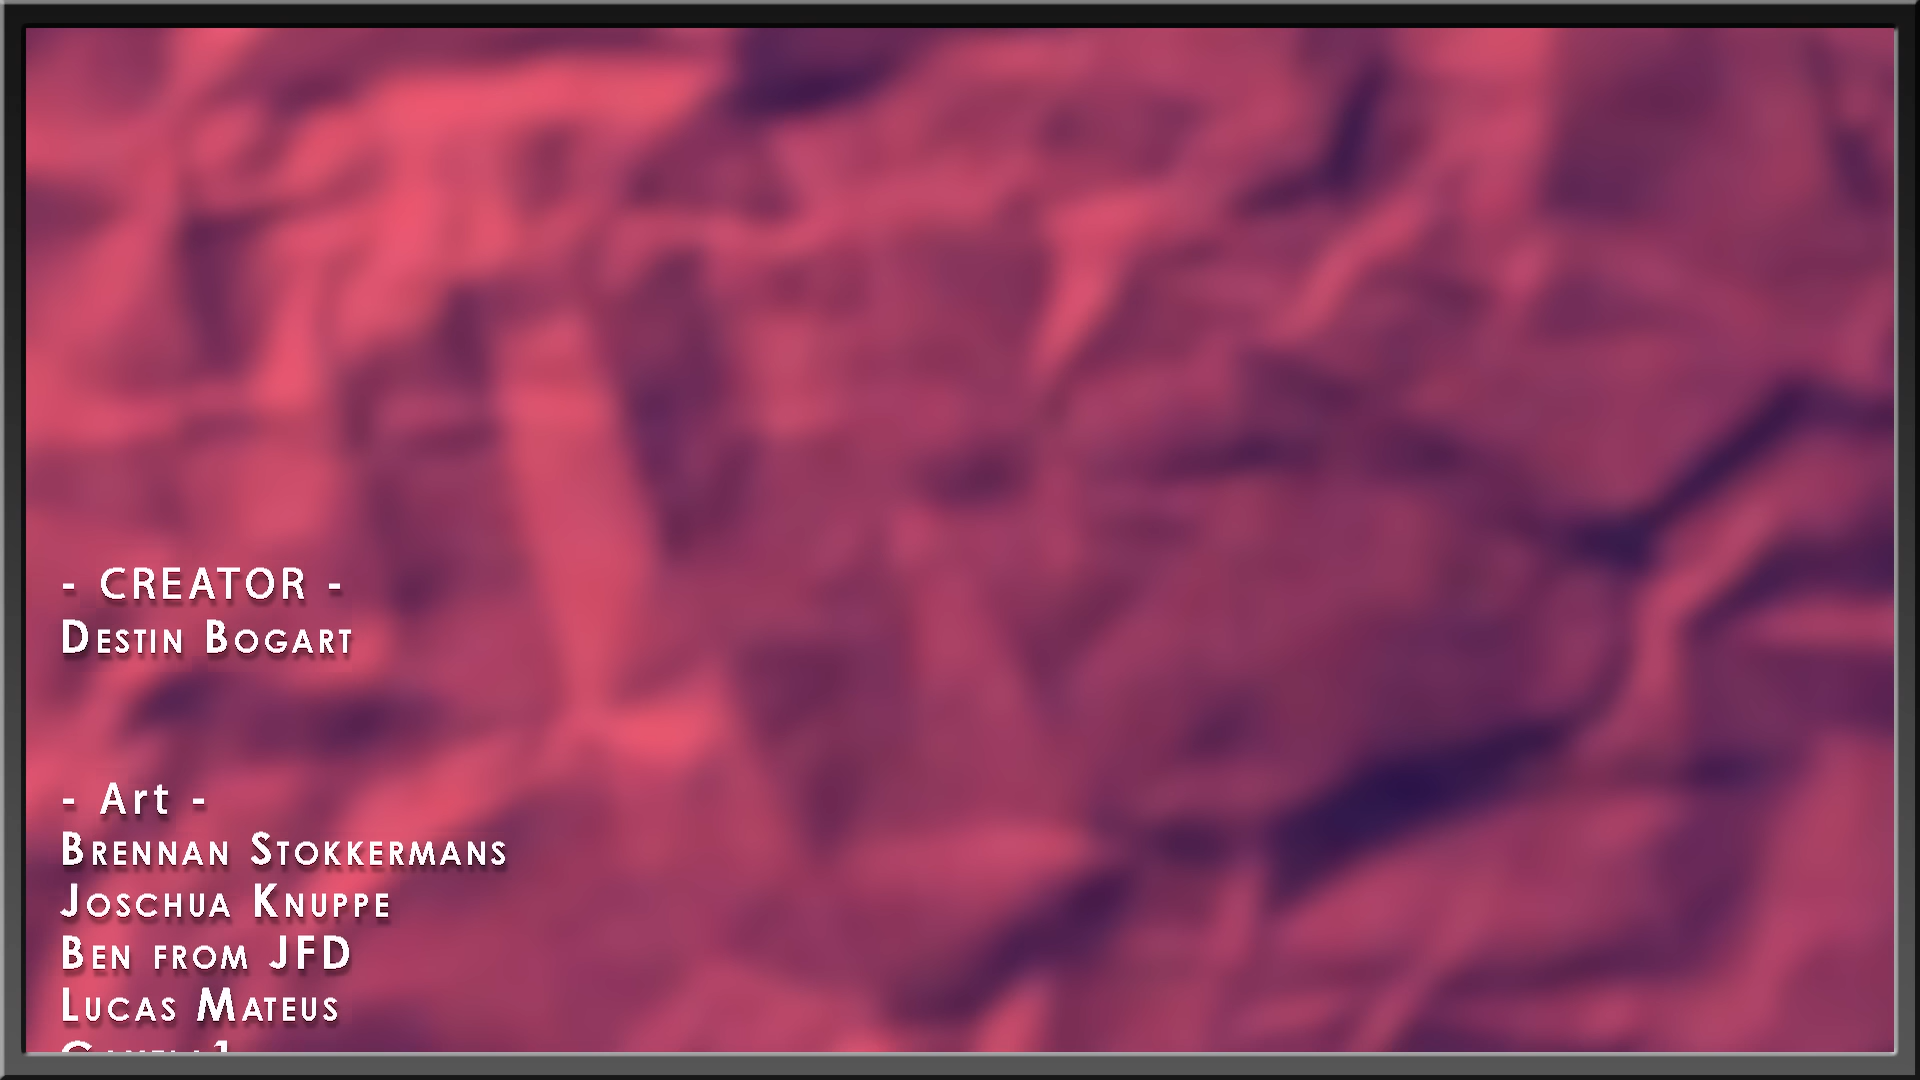 - CREATOR -
Destin Bogart
- Art -
Brennan Stokkermans
Joschua Knuppe
Ben from JFD
Lucas Mateus